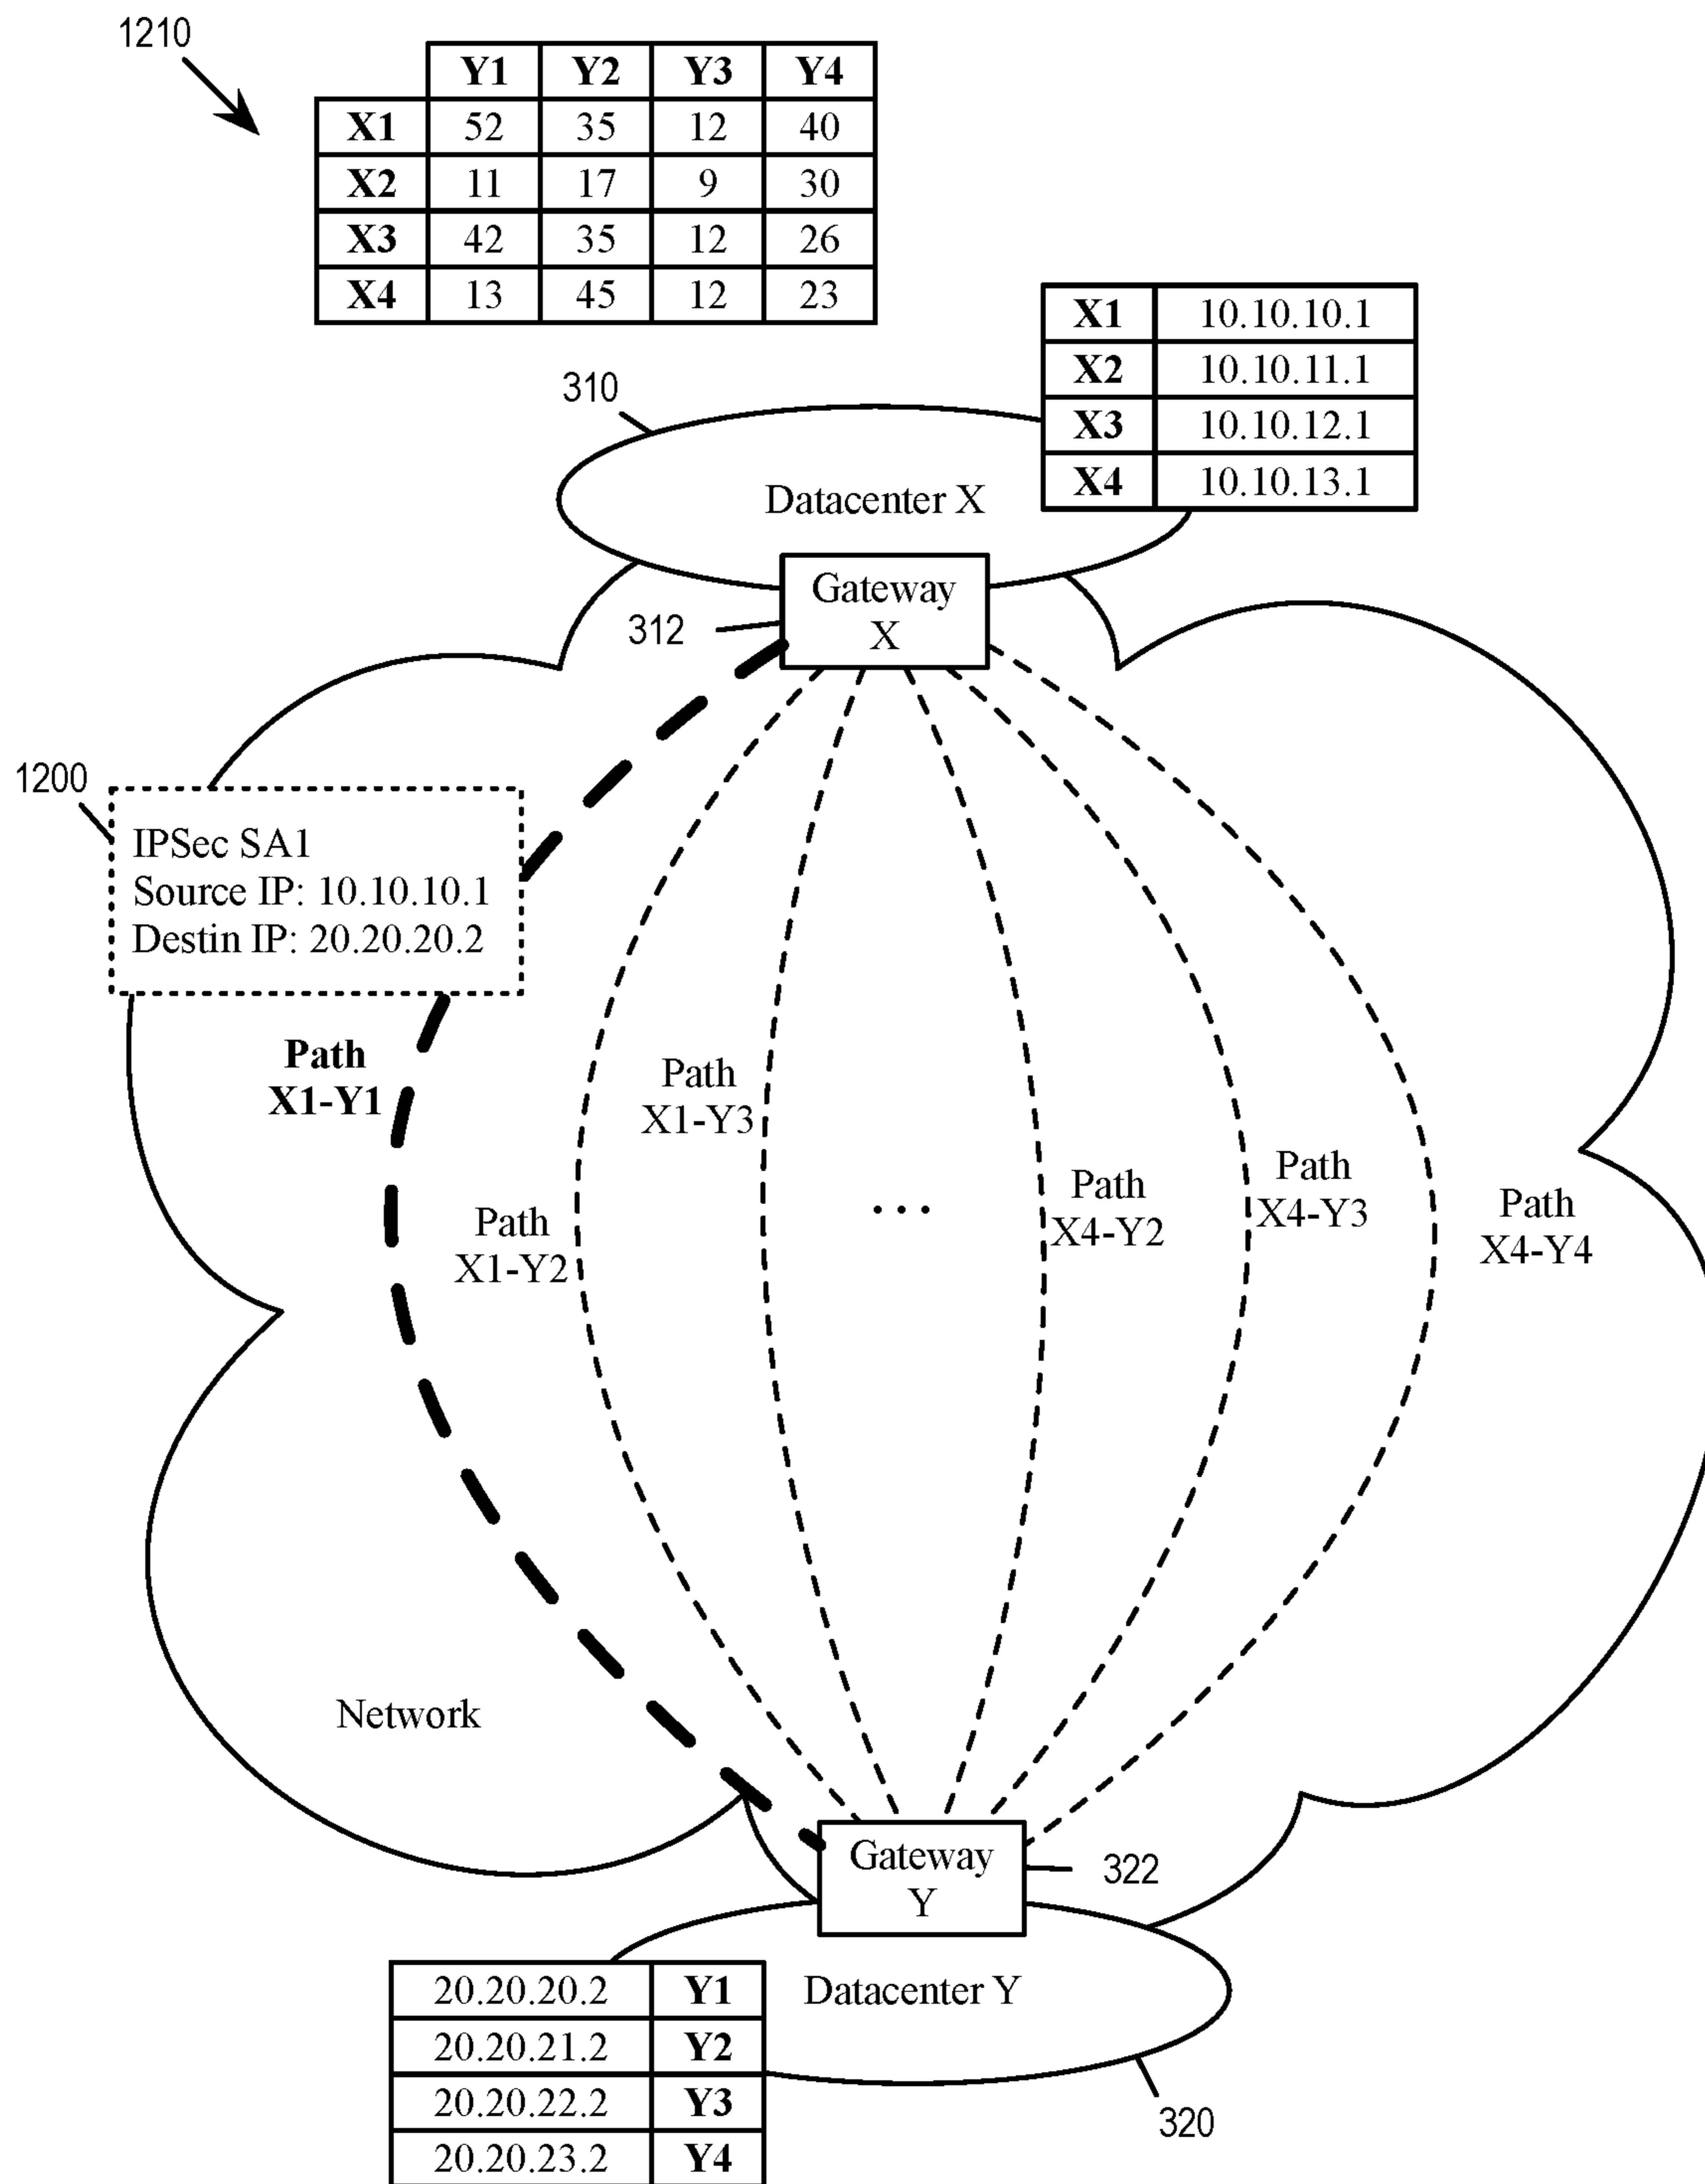 1210
Y1 Y2 Y3 Y4
X1 52 35 12 40
X2 11 17 9 30
X3 42 35 12 26
X4 13 45 12 23
X1 10.10.10.1
X2 10.10.11.1
X3 10.10.12.1
X4 10.10.13.1
310
Datacenter X
Gateway
X
312
1200
IPSec SA1
Source IP: 10.10.10.1
Destin IP: 20.20.20.2
Path
X1-Y1
Path
X1-Y2
Path
X1-Y3
...
Path
X4-Y2
Path
X4-Y3
Path
X4-Y4
Network
Gateway
Y
322
Datacenter Y
20.20.20.2 Y1
20.20.21.2 Y2
20.20.22.2 Y3
20.20.23.2 Y4
320